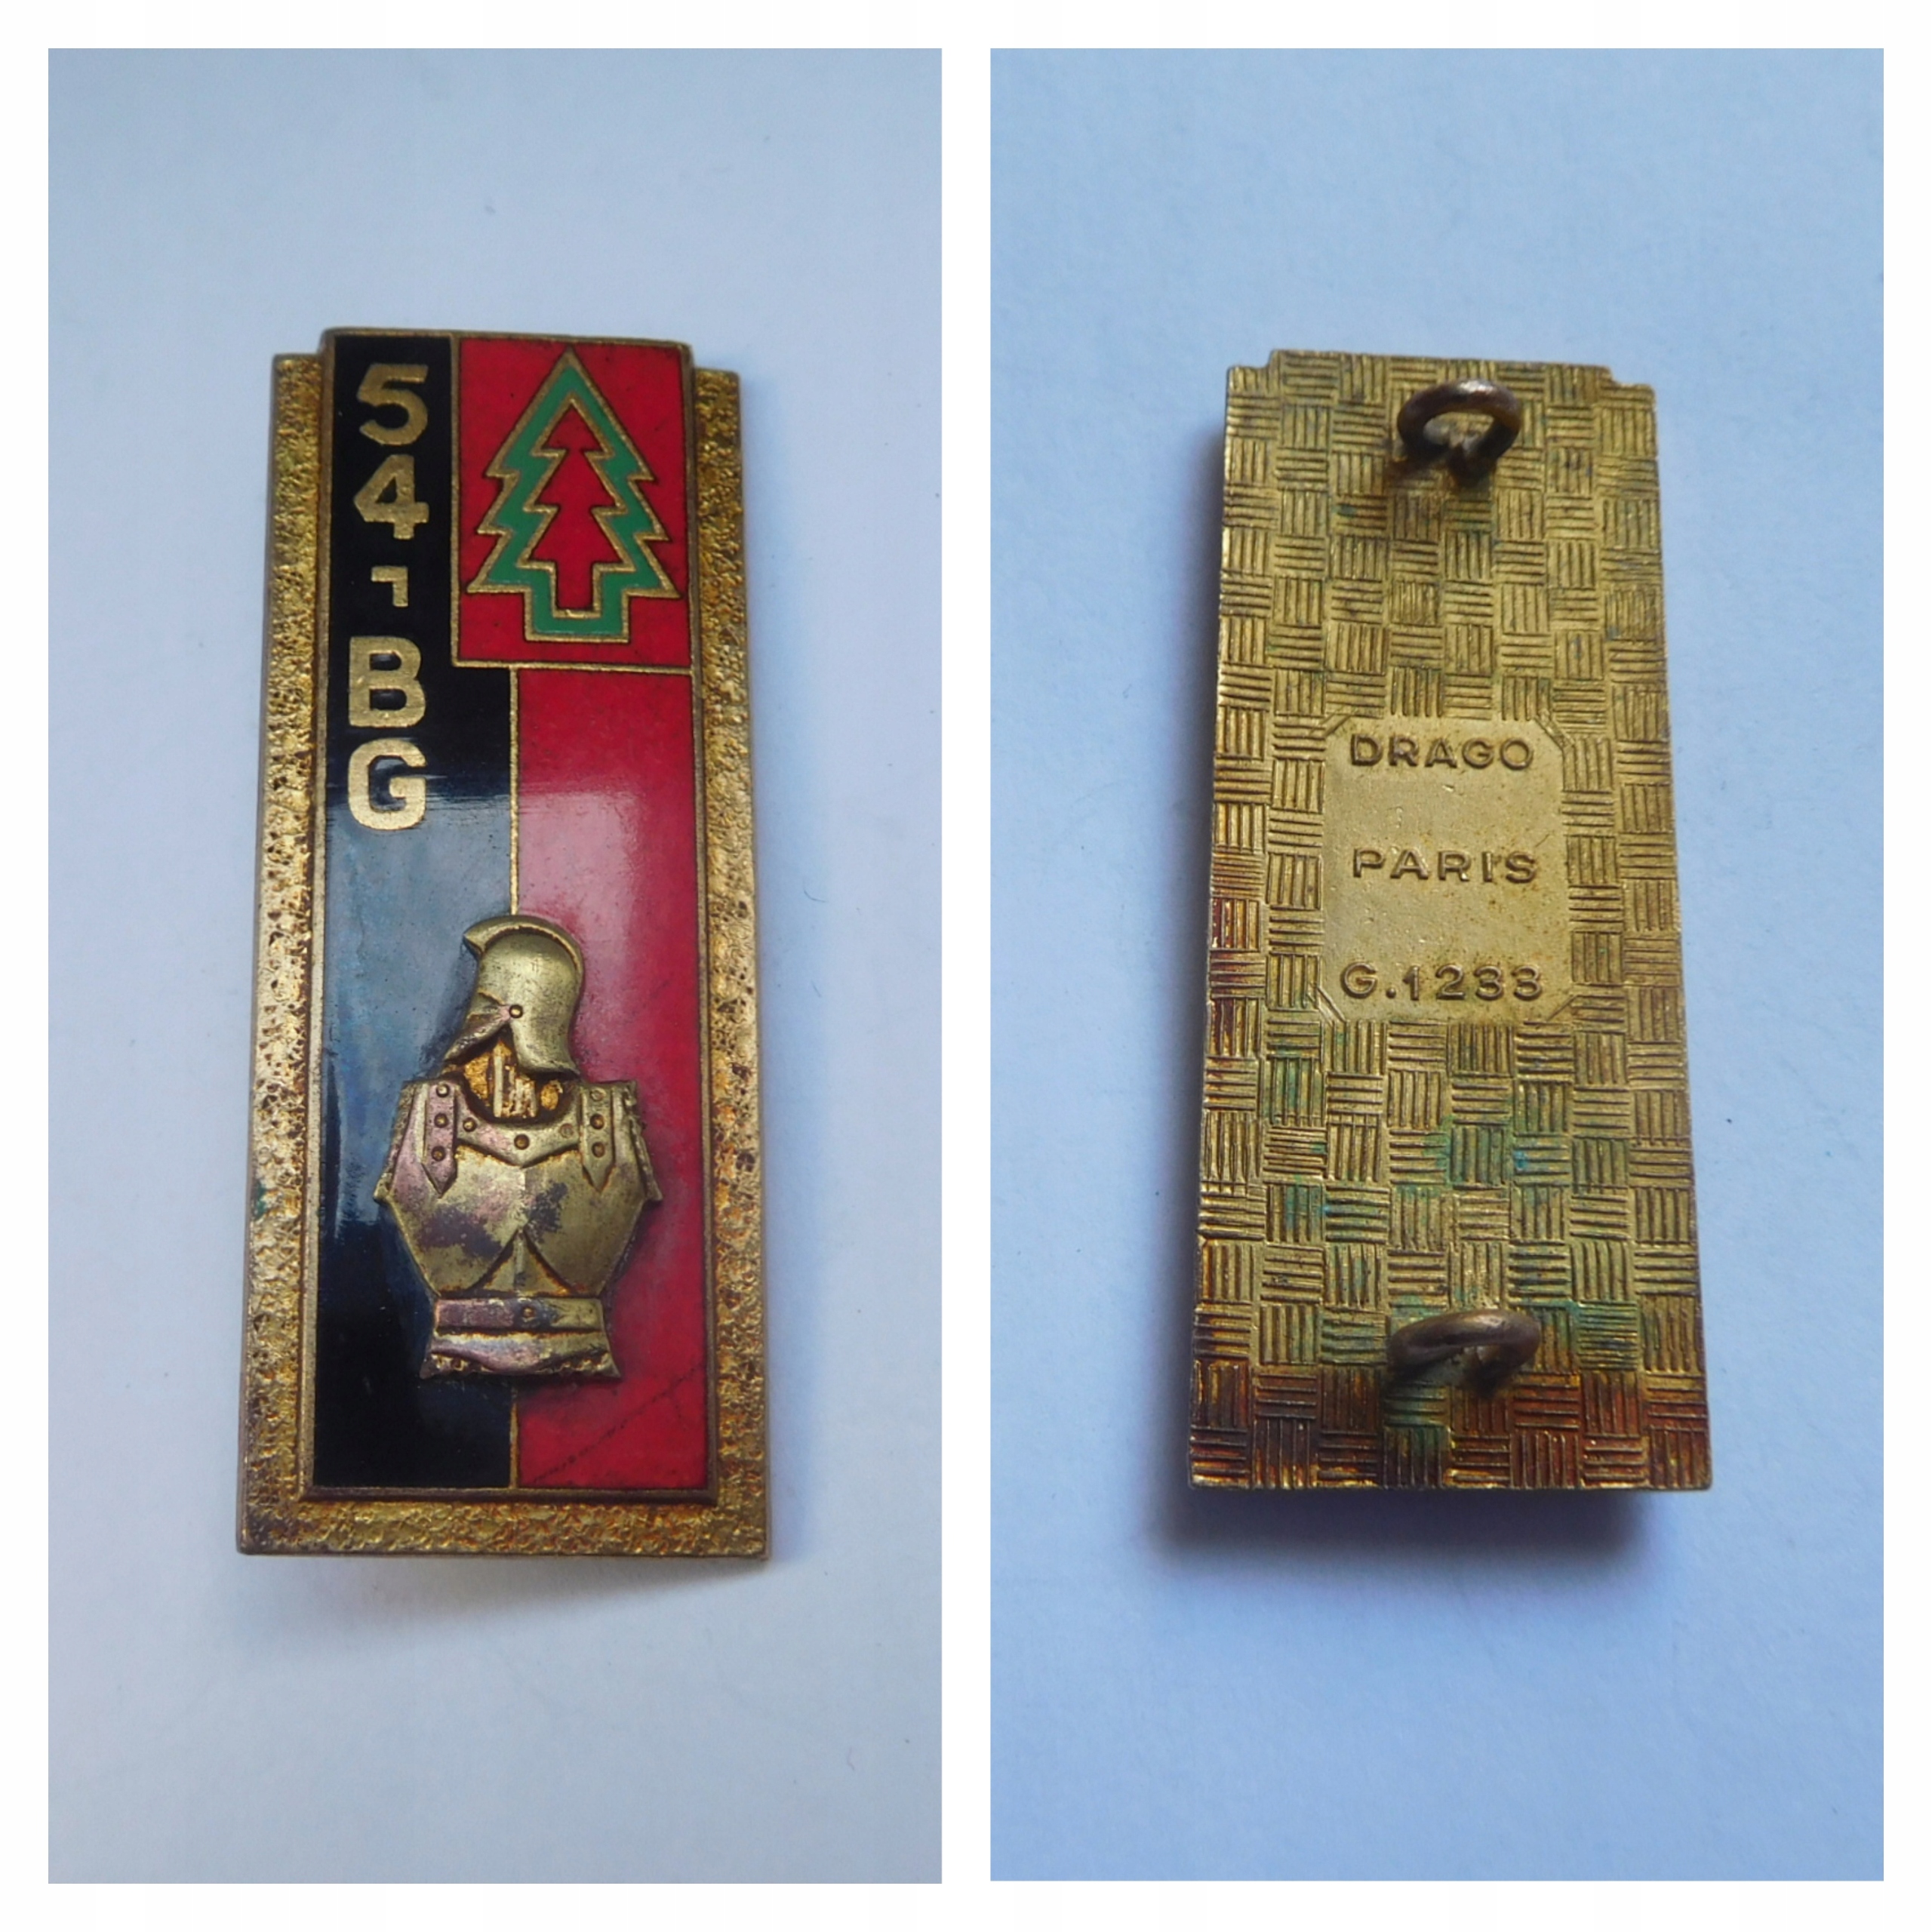 54
-
BG
DRAGO
PARIS
G.1233